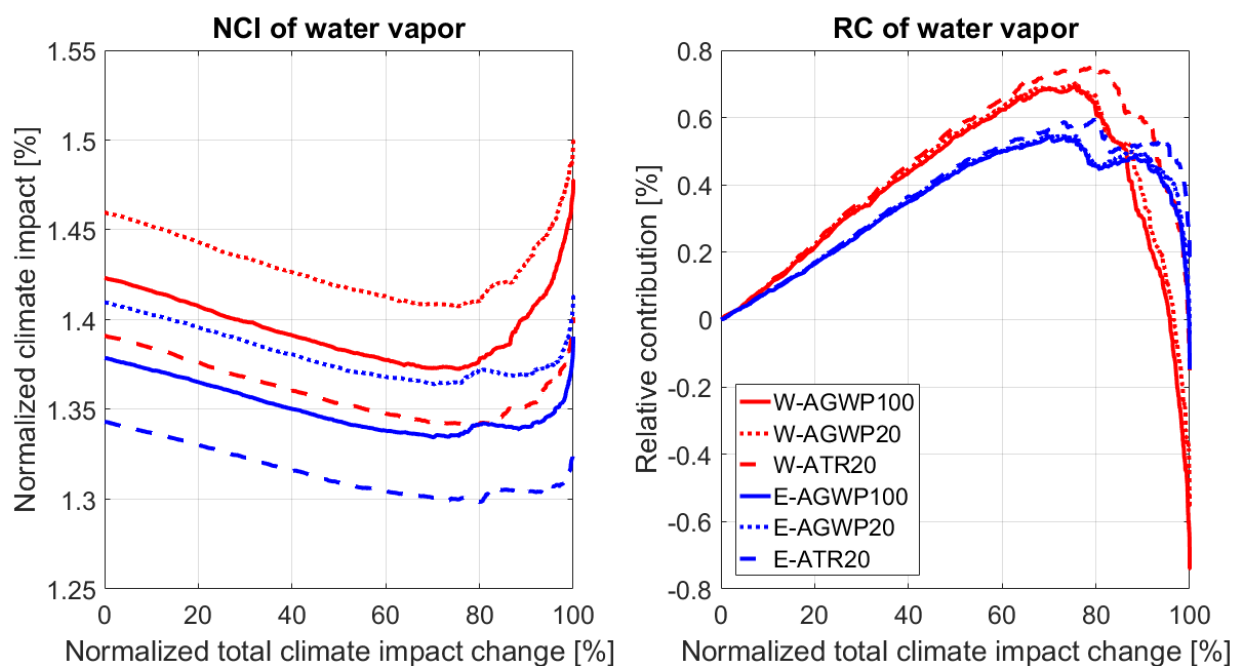 NCI of water vapor
1.55
1.5
1.45
1.4
1.35
1.3
1.25
0 20 40 60 80 100
Normalized climate impact [%]
Normalized total climate impact change [%]
RC of water vapor
0.8
0.6
0.4
0.2
0
-0.2
-0.4
-0.6
-0.8
0 20 40 60 80 100
Relative contribution [%]
Normalized total climate impact change [%]
W-AGWP100
W-AGWP20
W-ATR20
E-AGWP100
E-AGWP20
E-ATR20